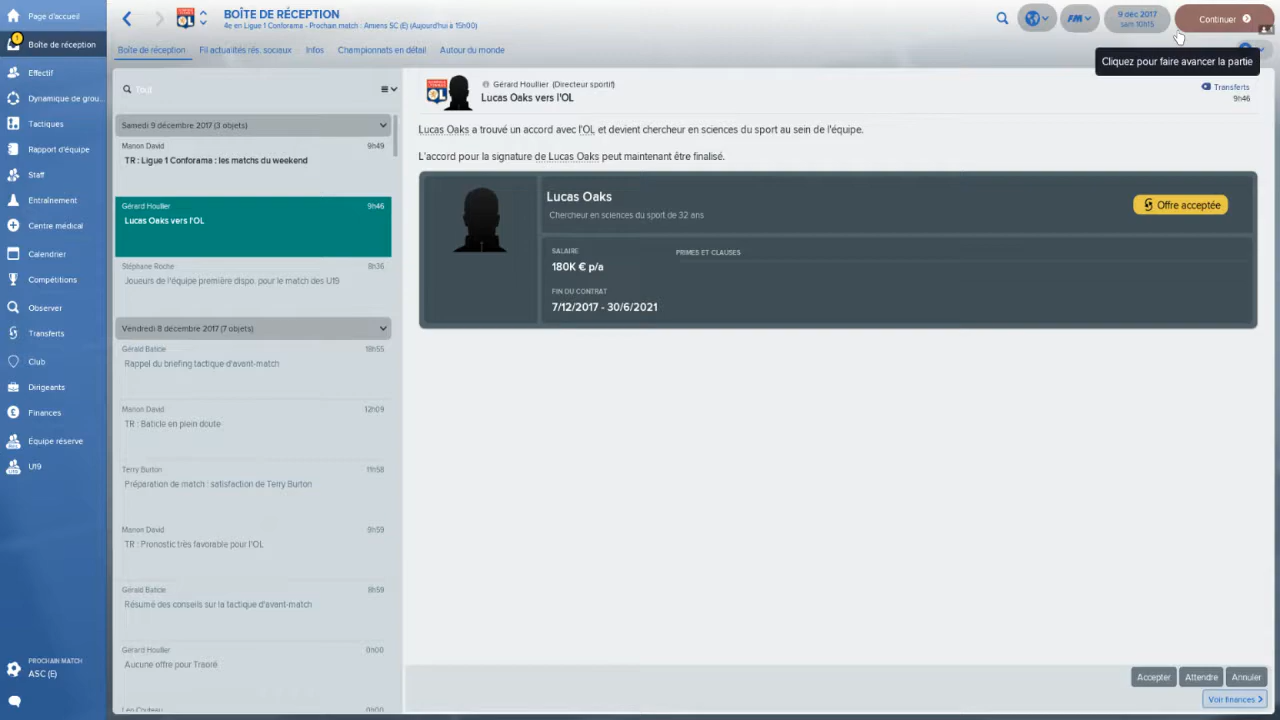 Page d'accueil
Boîte de réception
Effectif
Dynamique de grou...
Tactiques
Rapport d'équipe
Staff
Entraînement
Centre médical
Calendrier
Compétitions
Observer
Transferts
Club
Dirigeants
Finances
Équipe réserve
U19
PROCHAIN MATCH
ASC (E)
BOÎTE DE RÉCEPTION
4e en Ligue 1 Conforama - Prochain match : Amiens SC (E) (Aujourd'hui à 15h00)
FM
9 déc 2017
sam 10h15
Continuer
Cliquez pour faire avancer la partie
Boîte de réception
Fil actualités rés. sociaux
Infos
Championnats en détail
Autour du monde
Tout
Samedi 9 décembre 2017 (3 objets)
Manon David 9h49
TR : Ligue 1 Conforama : les matchs du weekend
Gérard Houllier 9h46
Lucas Oaks vers l'OL
Stéphane Roche 8h36
Joueurs de l'équipe première dispo. pour le match des U19
Vendredi 8 décembre 2017 (7 objets)
Gérald Baticle 18h55
Rappel du briefing tactique d'avant-match
Manon David 12h09
TR : Baticle en plein doute
Terry Burton 11h58
Préparation de match : satisfaction de Terry Burton
Manon David 9h59
TR : Pronostic très favorable pour l'OL
Gérald Baticle 8h59
Résumé des conseils sur la tactique d'avant-match
Gérard Houllier 0h00
Aucune offre pour Traoré
Gérard Houllier (Directeur sportif)
Lucas Oaks vers l'OL
Transferts
9h46
Lucas Oaks a trouvé un accord avec l'OL et devient chercheur en sciences du sport au sein de l'équipe.
L'accord pour la signature de Lucas Oaks peut maintenant être finalisé.
Lucas Oaks
Chercheur en sciences du sport de 32 ans
Offre acceptée
SALAIRE
180K € p/a
PRIMES ET CLAUSES
FIN DU CONTRAT
7/12/2017 - 30/6/2021
Accepter
Attendre
Annuler
Voir finances